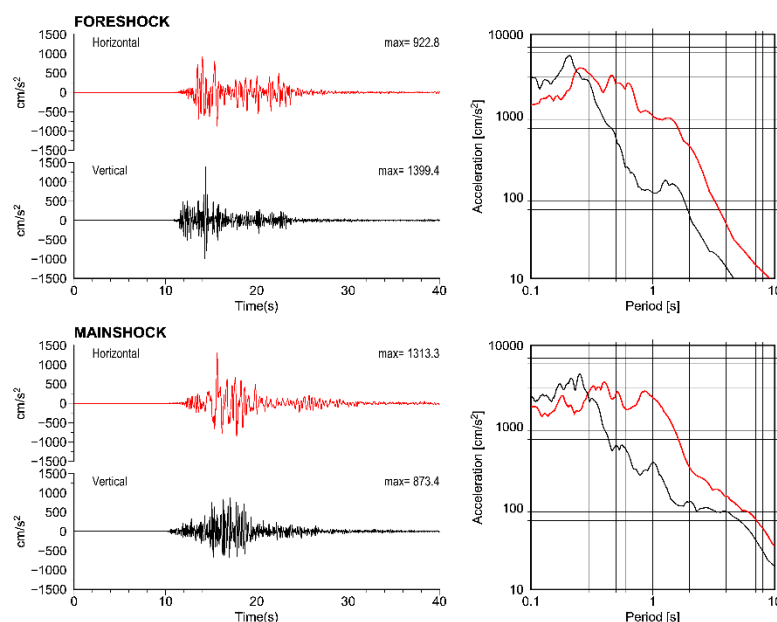 FORESHOCK
Horizontal max= 922.8
1500
1000
500
0
−500
−1000
cm/s²
Vertical max= 1399.4
1500
1000
500
0
−500
−1000
−1500
cm/s²
0 10 20 30 40
Time(s)
10000
1000
100
10
Acceleration [cm/s²]
0.1 1 10
Period [s]
MAINSHOCK
Horizontal max= 1313.3
1500
1000
500
0
−500
−1000
cm/s²
Vertical max= 873.4
1500
1000
500
0
−500
−1000
−1500
cm/s²
0 10 20 30 40
Time(s)
10000
1000
100
10
Acceleration [cm/s²]
0.1 1 10
Period [s]